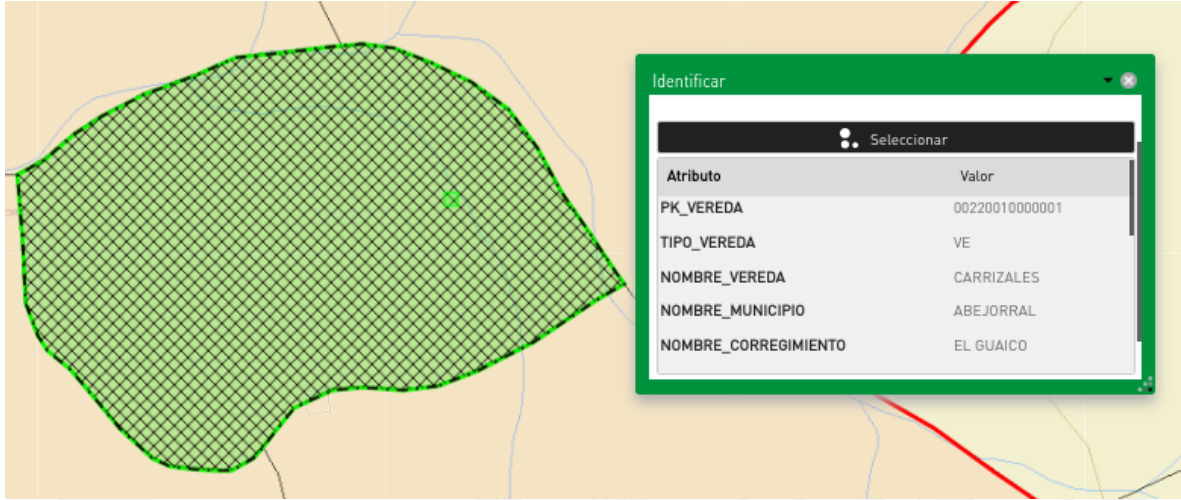 Identificar
Seleccionar
Atributo Valor
PK_VEREDA 00220010000001
TIPO_VEREDA VE
NOMBRE_VEREDA CARRIZALES
NOMBRE_MUNICIPIO ABEJORRAL
NOMBRE_CORREGIMIENTO EL GUAICO